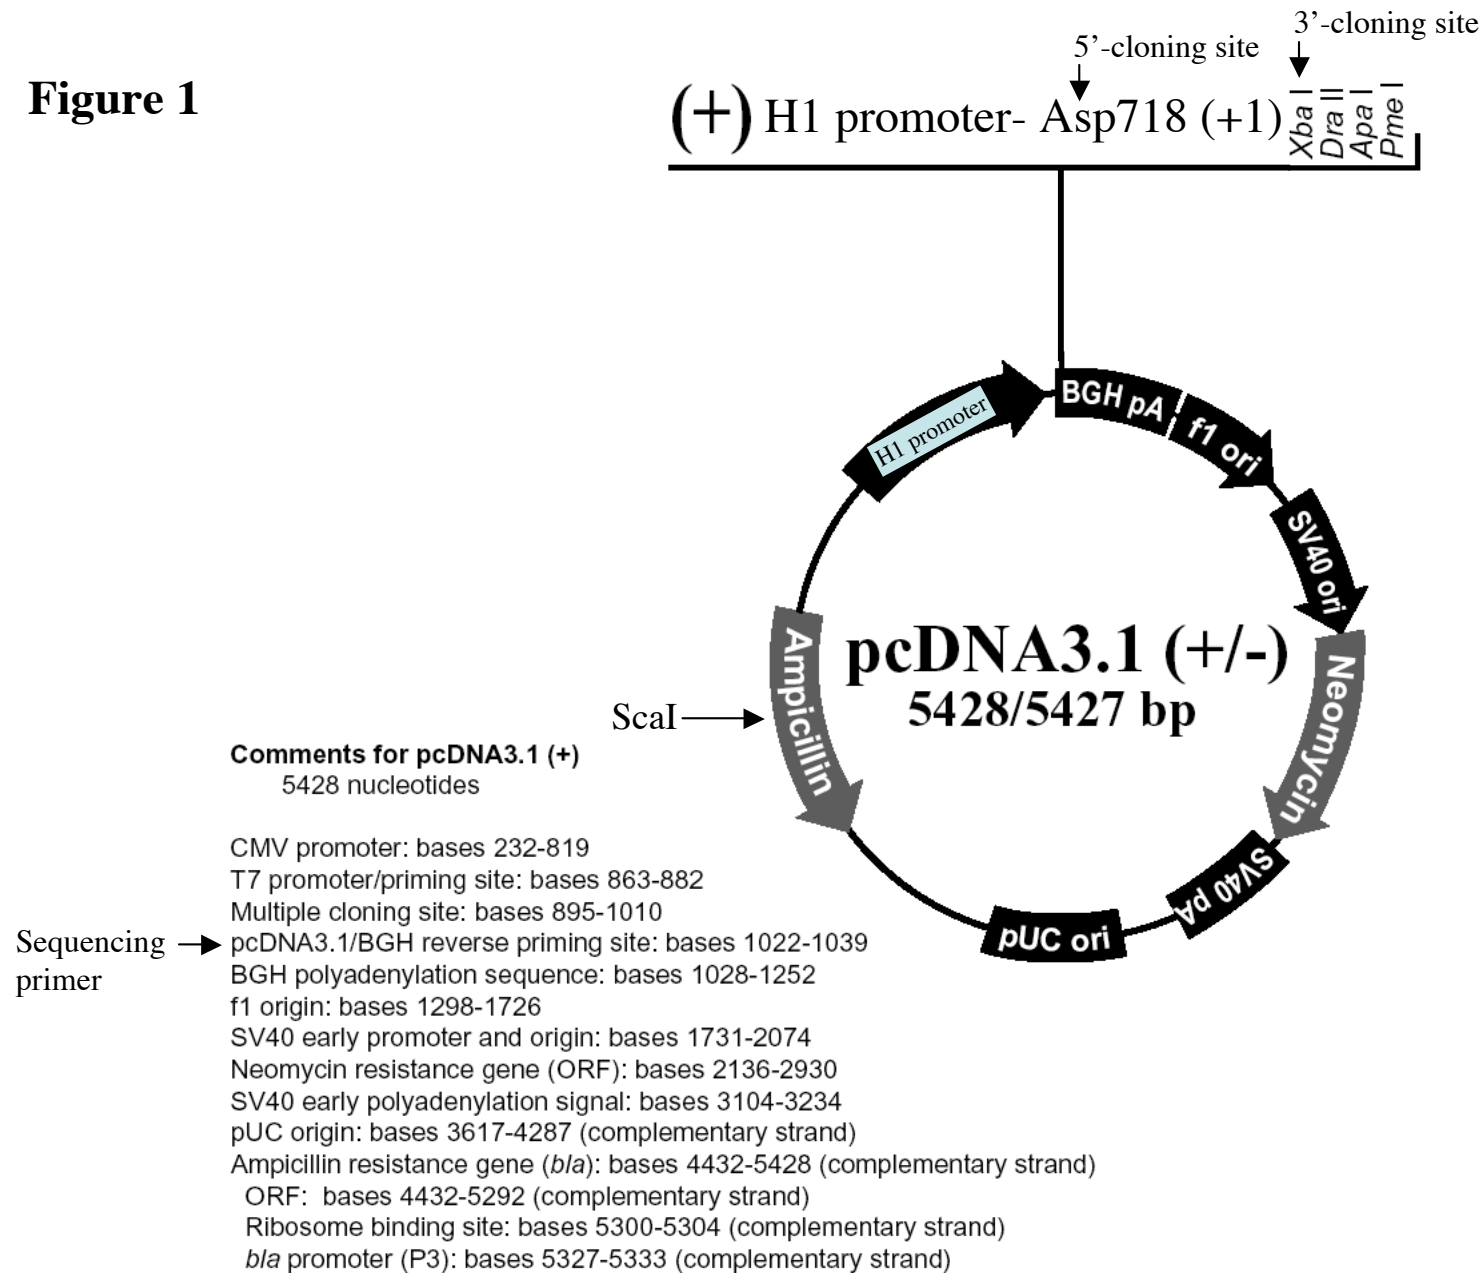 3’-cloning site
5’-cloning site
Figure 1
(+) H1 promoter- Asp718 (+1) Xba I Dra II Apa I Pme I
BGH pA
f1 ori
H1 promoter
SV40 ori
pcDNA3.1 (+/-)
5428/5427 bp
Ampicillin
Neomycin
ScaI
SV40 pA
pUC ori
Comments for pcDNA3.1 (+)
5428 nucleotides
CMV promoter: bases 232-819
T7 promoter/priming site: bases 863-882
Multiple cloning site: bases 895-1010
Sequencing
primer
pcDNA3.1/BGH reverse priming site: bases 1022-1039
BGH polyadenylation sequence: bases 1028-1252
f1 origin: bases 1298-1726
SV40 early promoter and origin: bases 1731-2074
Neomycin resistance gene (ORF): bases 2136-2930
SV40 early polyadenylation signal: bases 3104-3234
pUC origin: bases 3617-4287 (complementary strand)
Ampicillin resistance gene (bla): bases 4432-5428 (complementary strand)
ORF: bases 4432-5292 (complementary strand)
Ribosome binding site: bases 5300-5304 (complementary strand)
bla promoter (P3): bases 5327-5333 (complementary strand)